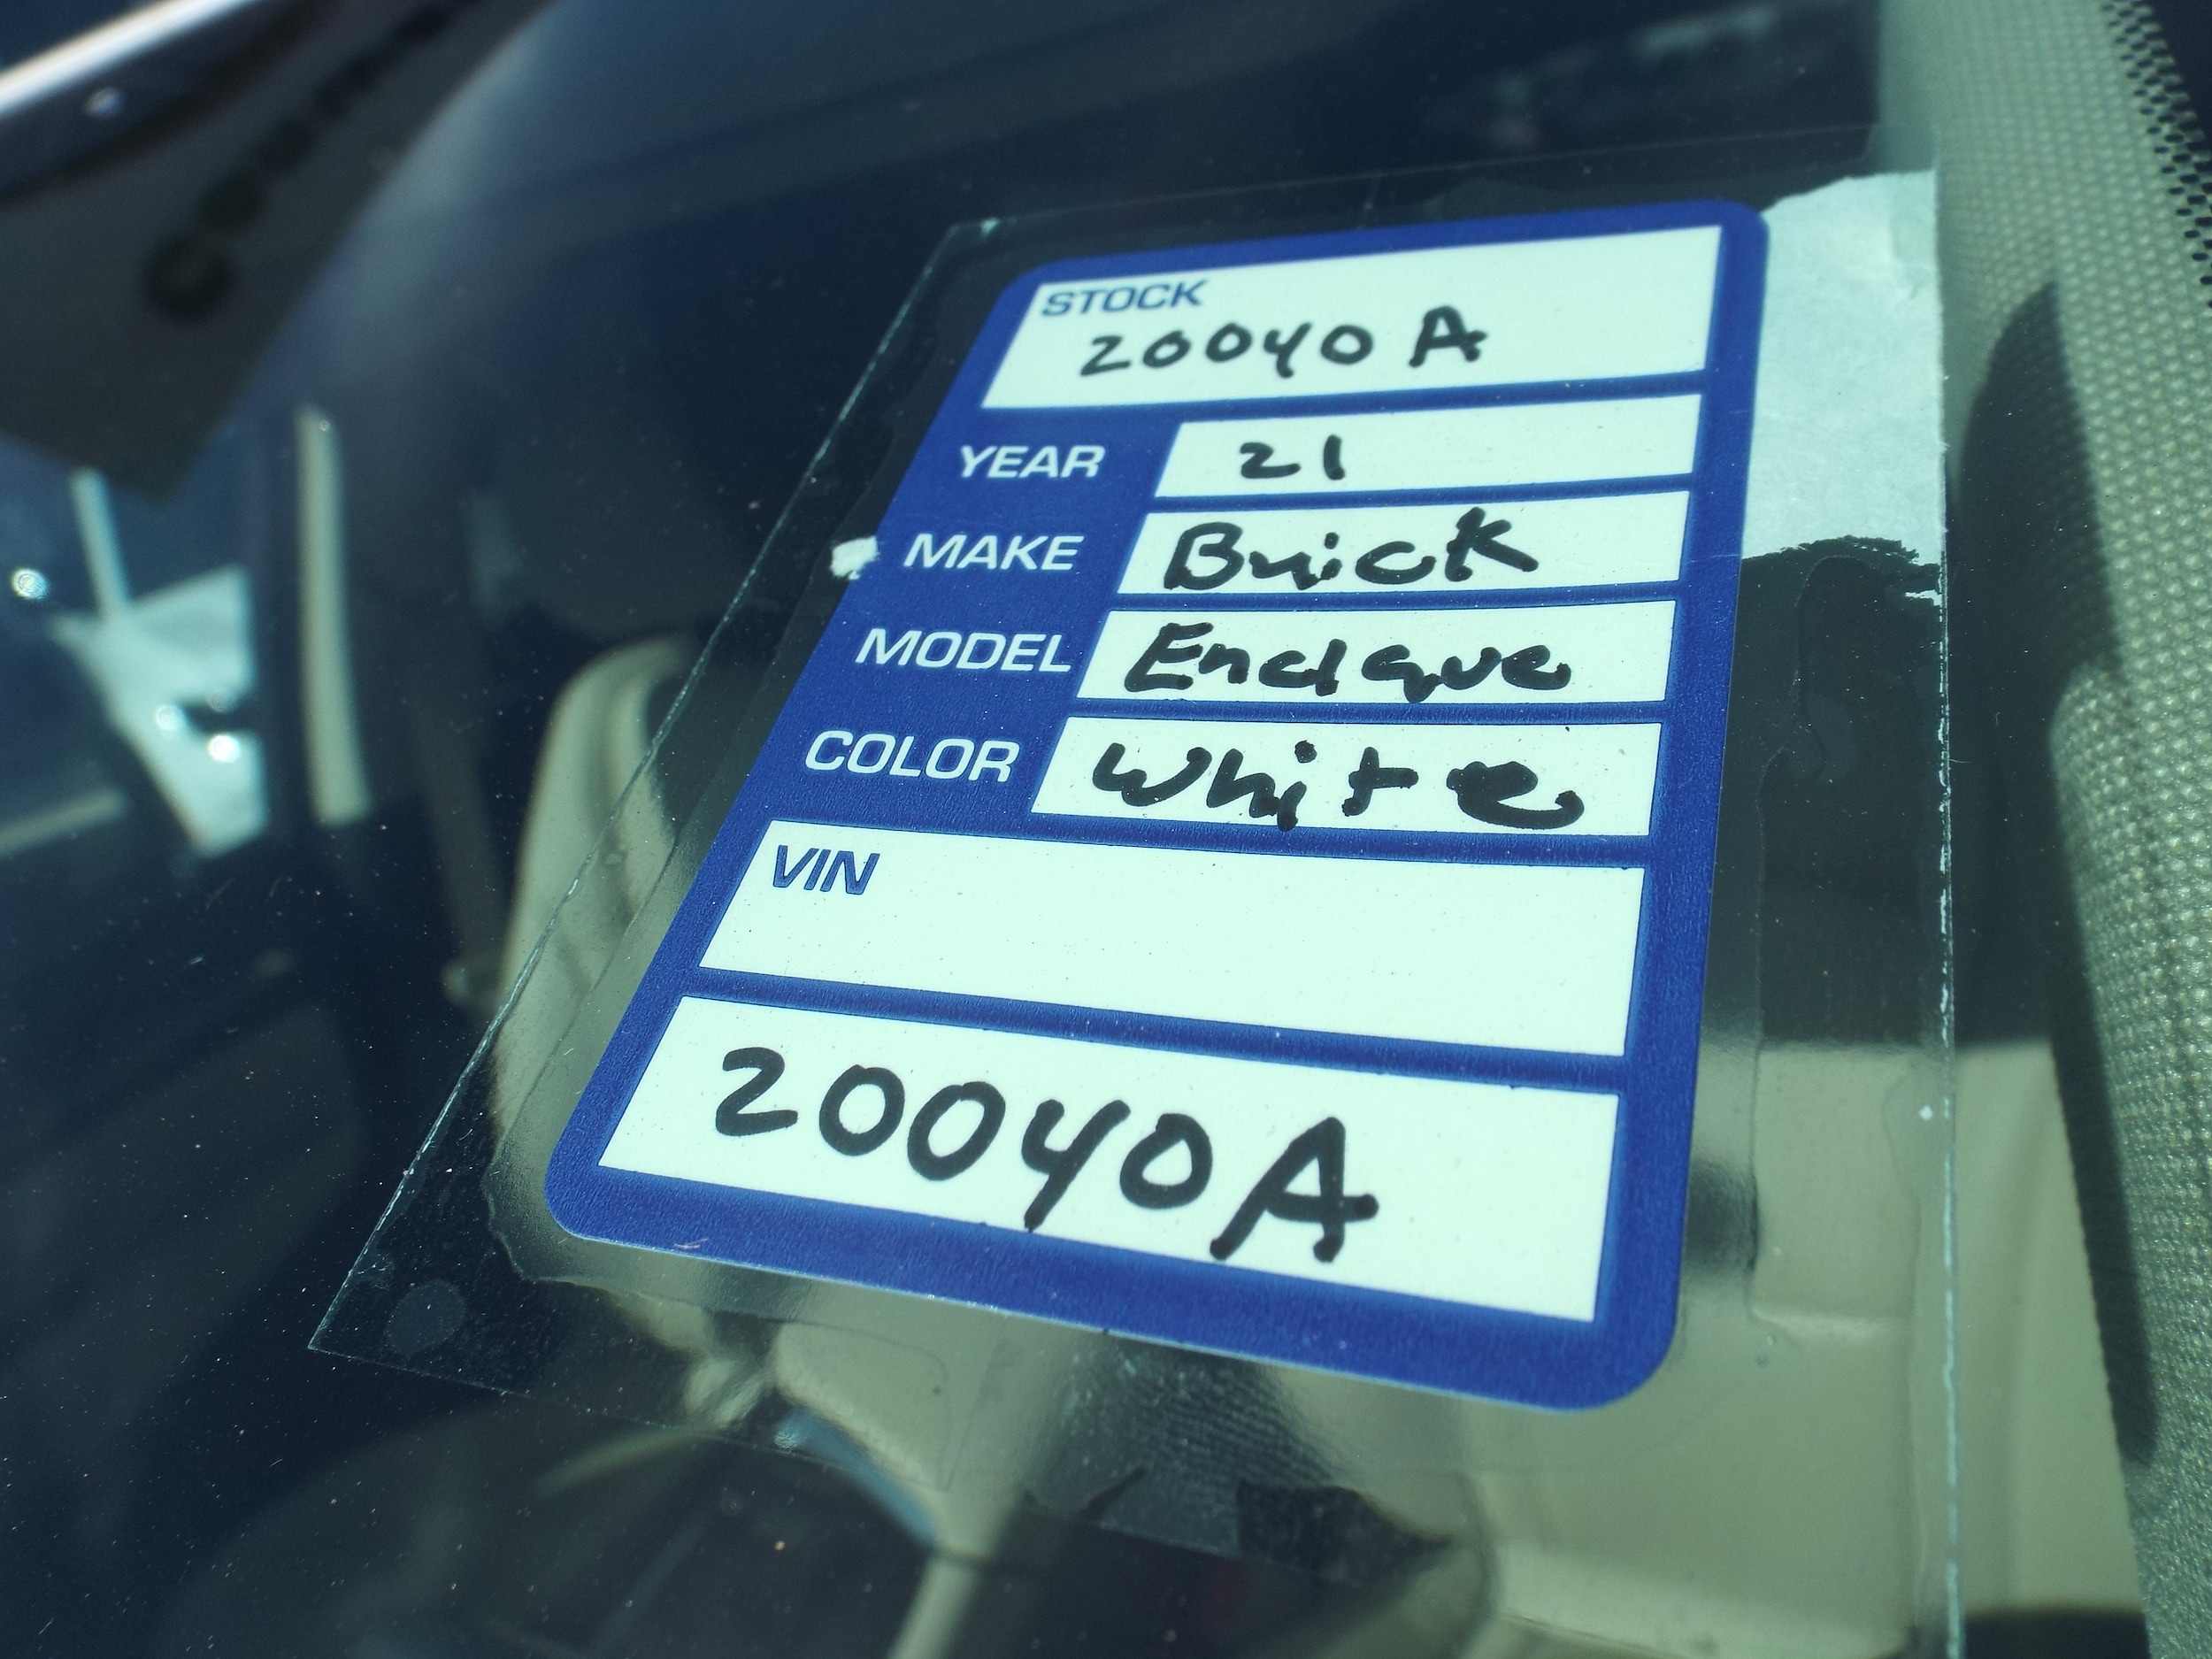 STOCK
20040 A
YEAR 21
MAKE Buick
MODEL Enclave
COLOR White
VIN
20040A